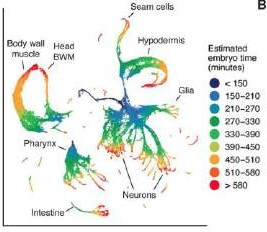 B
Seam cells
Hypodermis
Body wall
muscle
Head
BWM
Glia
Pharynx
Neurons
Intestine
Estimated
embryo time
(minutes)
< 150
150–210
210–270
270–330
330–390
390–450
450–510
510–580
> 580